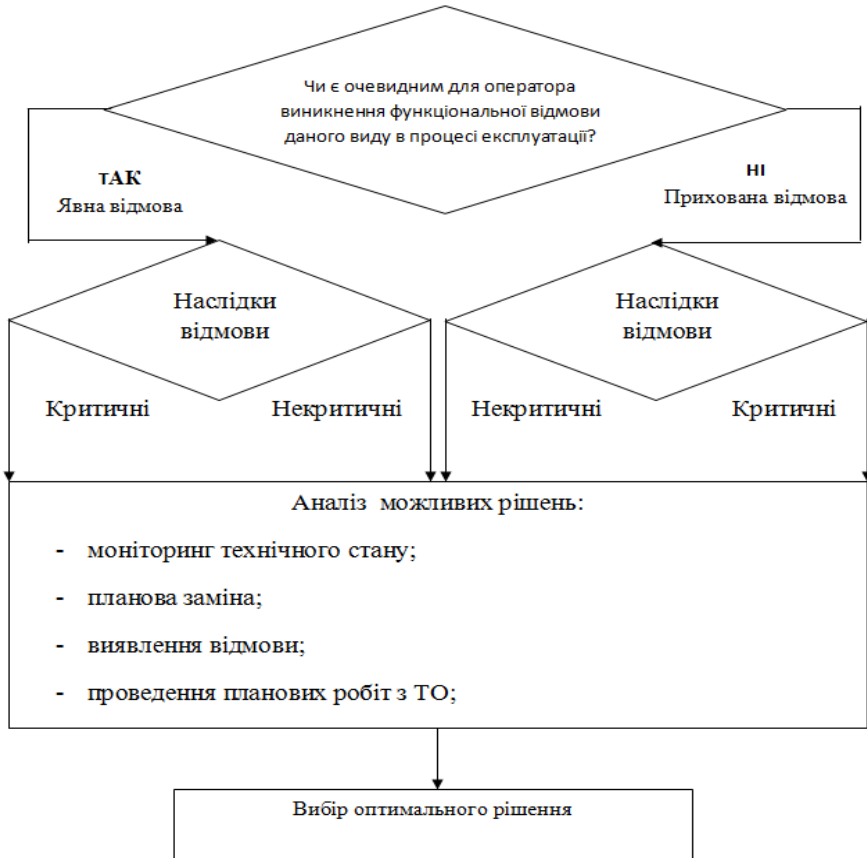 Чи є очевидним для оператора
виникнення функціональної відмови
даного виду в процесі експлуатації?
тАК
Явна відмова
НІ
Прихована відмова
Наслідки
відмови
Наслідки
відмови
Критичні
Некритичні
Некритичні
Критичні
Аналіз можливих рішень:
- моніторинг технічного стану;
- планова заміна;
- виявлення відмови;
- проведення планових робіт з ТО;
Вибір оптимального рішення